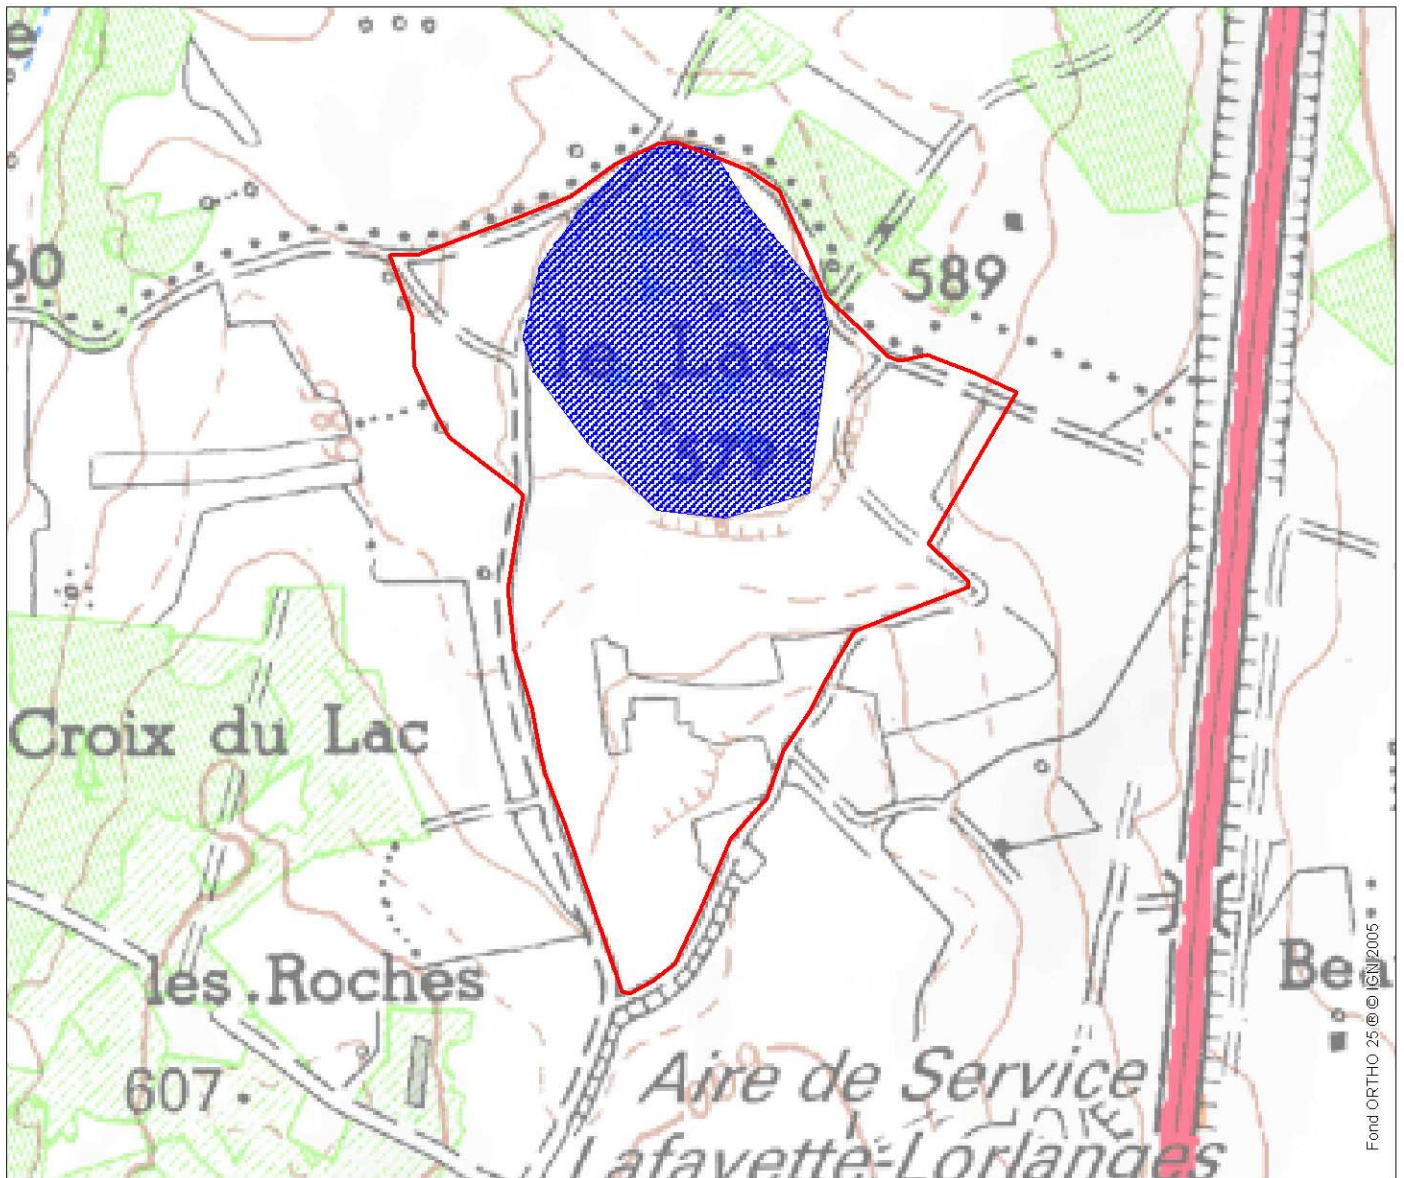 60
589
le Lac
579
Croix du Lac
les Roches
607
Aire de Service
Lafayette-Lorlanges
Fond ORTHO 25 ® © IGN 2005